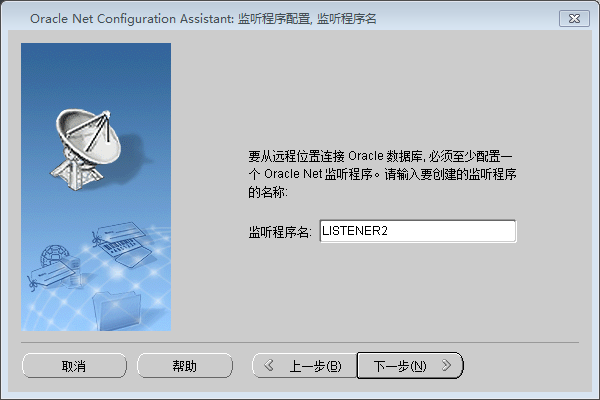 Oracle Net Configuration Assistant: 监听程序配置, 监听程序名
要从远程位置连接 Oracle 数据库, 必须至少配置一
个 Oracle Net 监听程序。请输入要创建的监听程序
的名称:
监听程序名: LISTENER2
取消 帮助 上一步(B) 下一步(N)